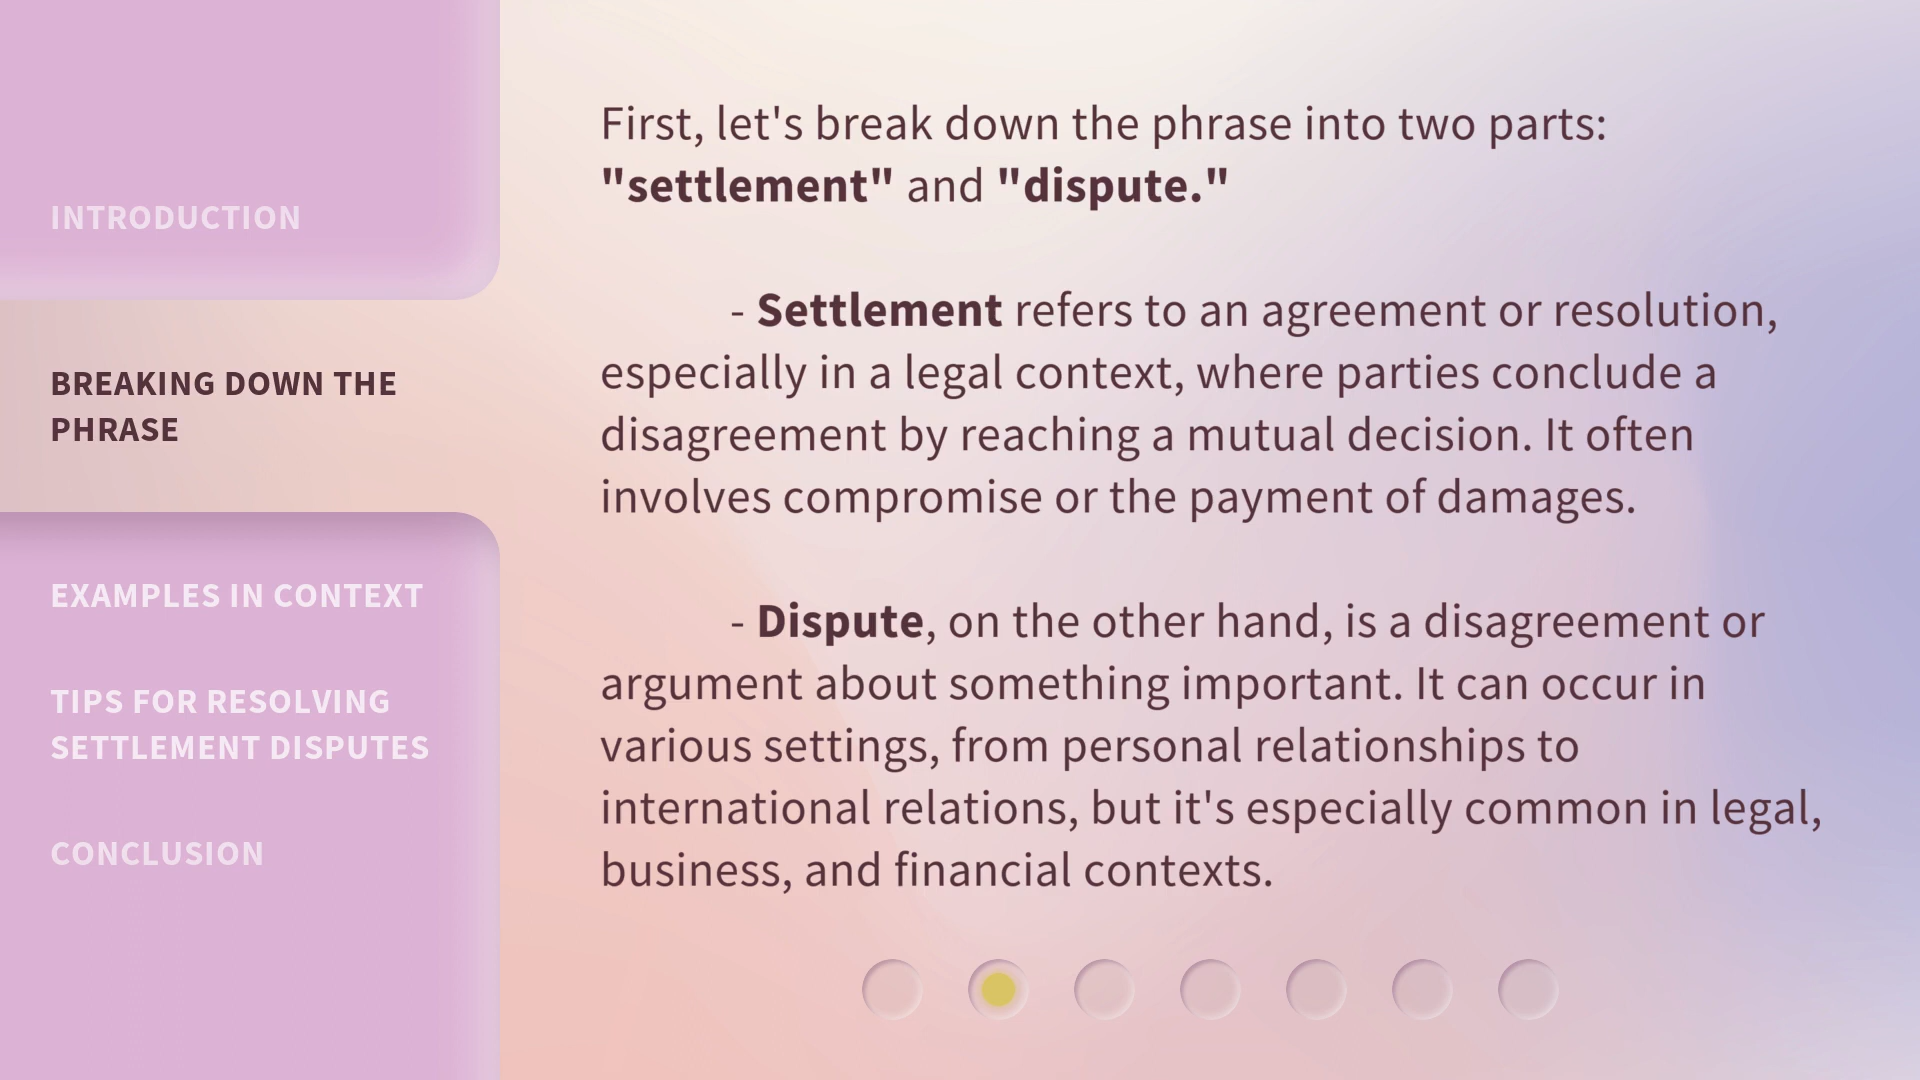 INTRODUCTION
BREAKING DOWN THE
PHRASE
EXAMPLES IN CONTEXT
TIPS FOR RESOLVING
SETTLEMENT DISPUTES
CONCLUSION
First, let's break down the phrase into two parts:
"settlement" and "dispute."
- Settlement refers to an agreement or resolution,
especially in a legal context, where parties conclude a
disagreement by reaching a mutual decision. It often
involves compromise or the payment of damages.
- Dispute, on the other hand, is a disagreement or
argument about something important. It can occur in
various settings, from personal relationships to
international relations, but it's especially common in legal,
business, and financial contexts.